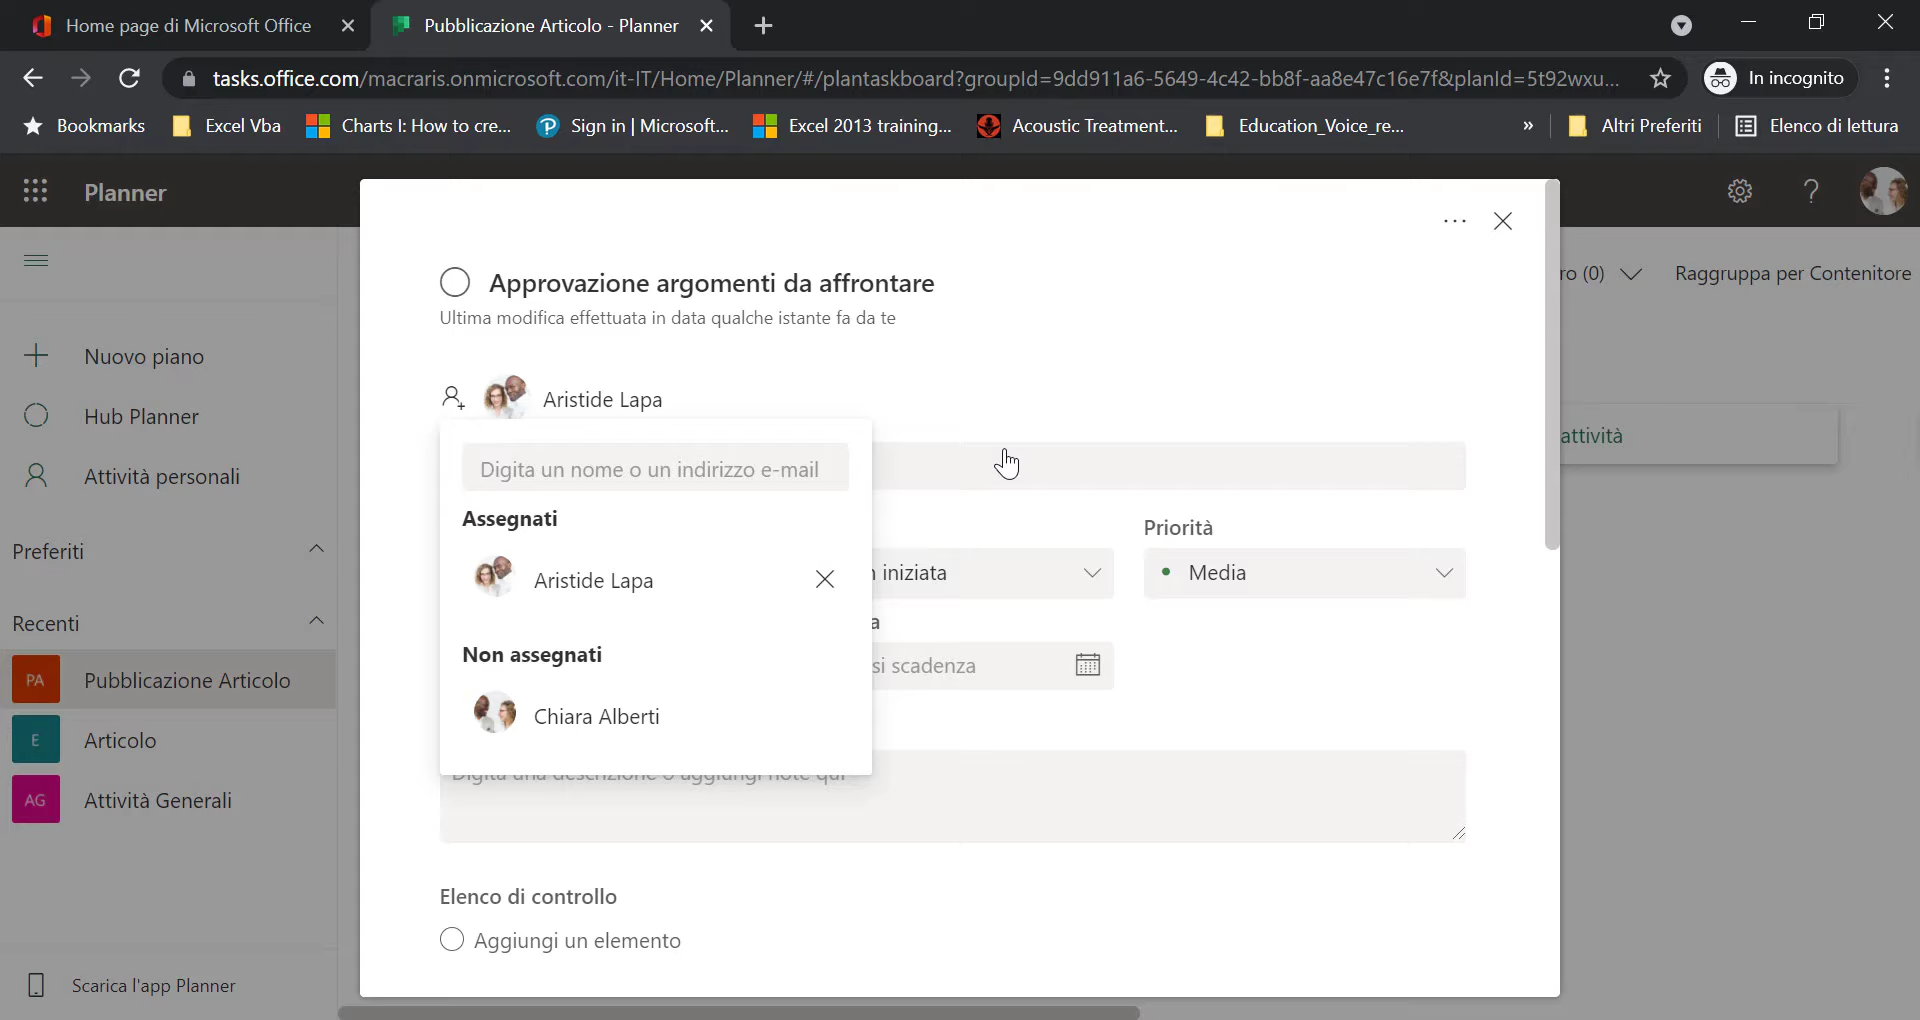 Home page di Microsoft Office
Pubblicazione Articolo - Planner
tasks.office.com/macraris.onmicrosoft.com/it-IT/Home/Planner/#/plantaskboard?groupId=9dd911a6-5649-4c42-bb8f-aa8e47c16e7f&planId=5t92wxu...
In incognito
Bookmarks
Excel Vba
Charts I: How to cre...
Sign in | Microsoft...
Excel 2013 training...
Acoustic Treatment...
Education_Voice_re...
»
Altri Preferiti
Elenco di lettura
Planner
?
Nuovo piano
Hub Planner
Attività personali
Preferiti
Recenti
PA Pubblicazione Articolo
E Articolo
AG Attività Generali
Scarica l'app Planner
ro (0)
Raggruppa per Contenitore
attività
Approvazione argomenti da affrontare
Ultima modifica effettuata in data qualche istante fa da te
Aristide Lapa
Digita un nome o un indirizzo e-mail
Assegnati
Aristide Lapa
Non assegnati
Chiara Alberti
iniziata
Priorità
Media
a
si scadenza
Digita una descrizione o aggiungi note qui
Elenco di controllo
Aggiungi un elemento